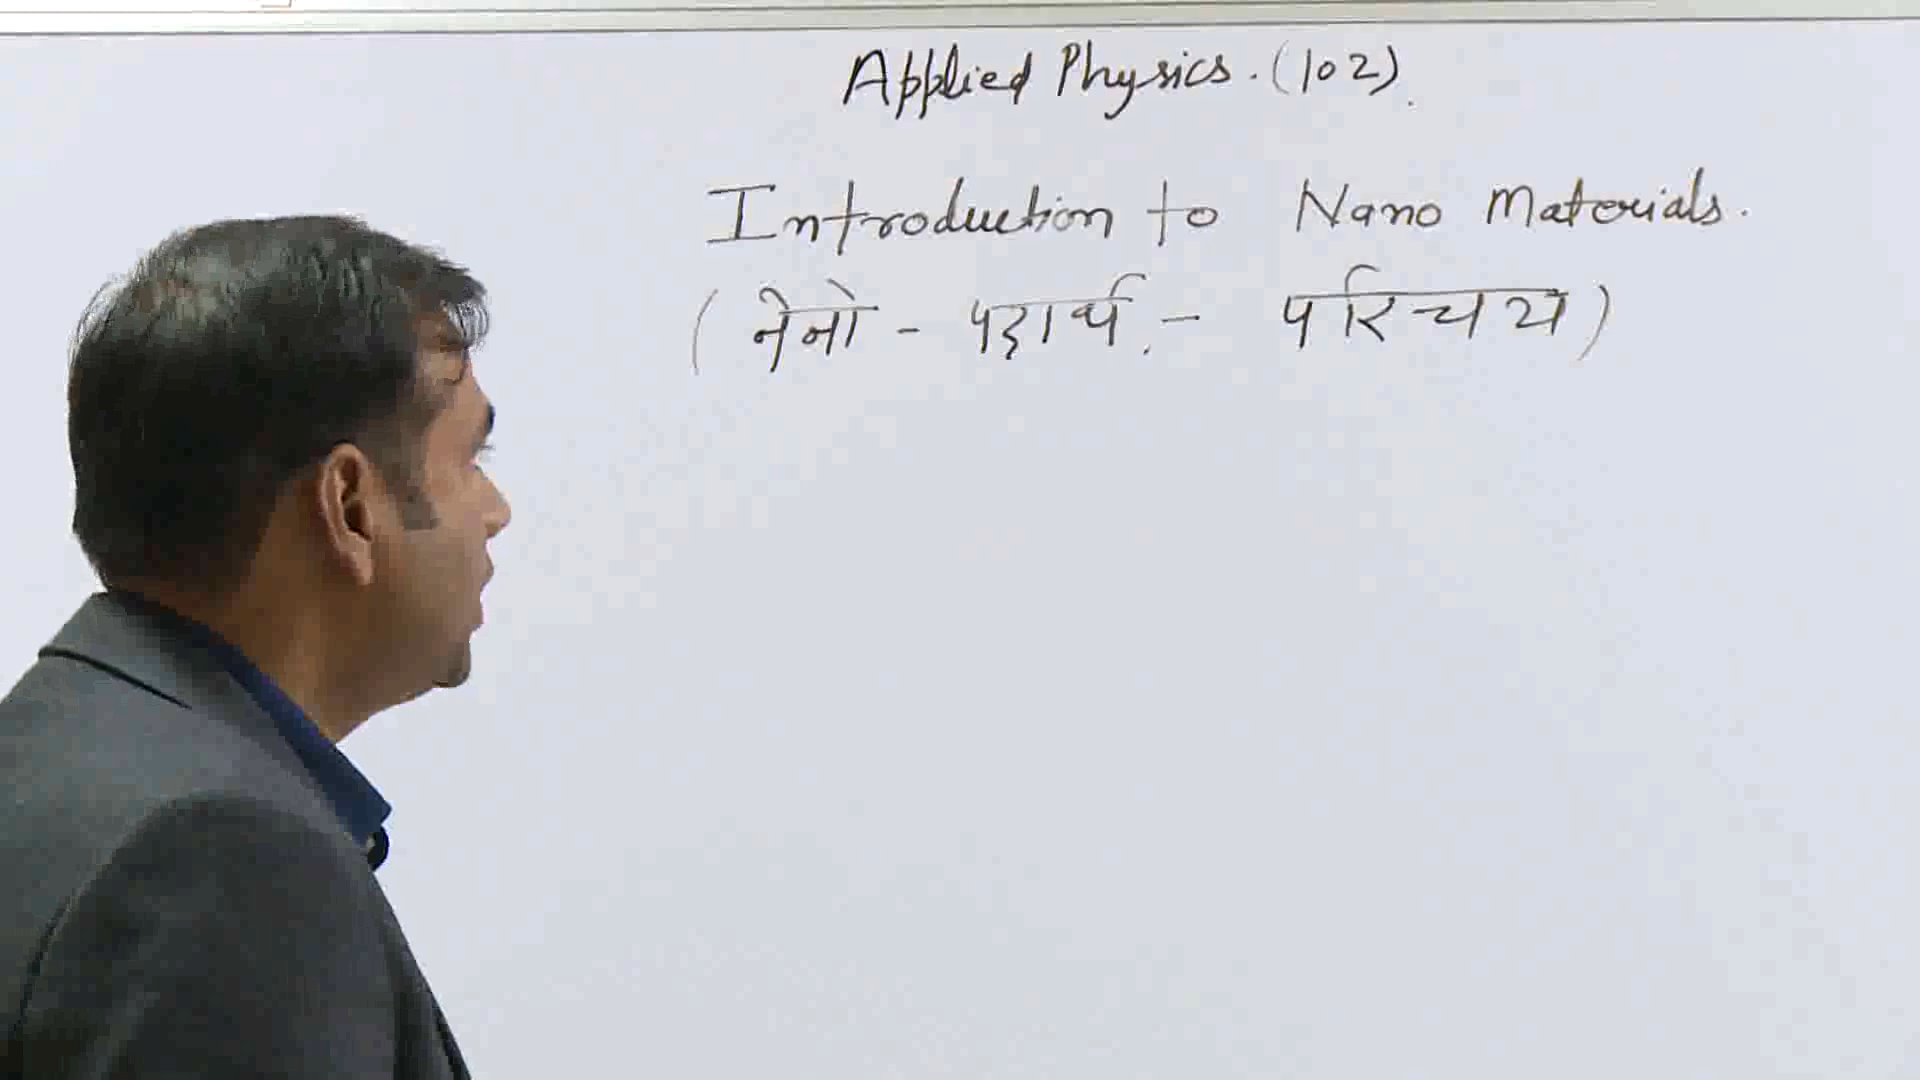 Applied Physics. (102).
Introduction to Nano Materials.
( नेनो - पदार्थ. - परिचय )